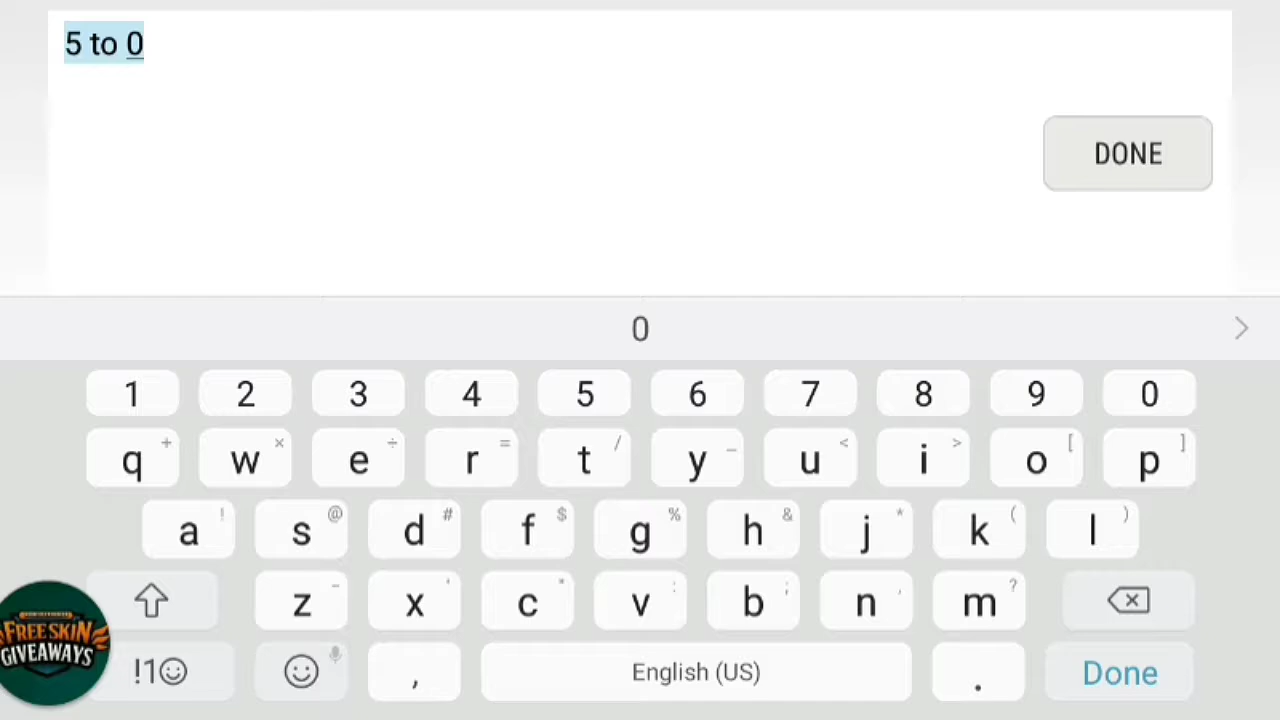 5 to 0
DONE
0
1 2 3 4 5 6 7 8 9 0
q + w × e ÷ r = t / y _ u < i > o [ p ]
a ! s @ d # f $ g % h & j * k ( l )
z - x ' c " v : b ; n , m ?
!1☺ , English (US) . Done
FREE SKIN
GIVEAWAYS